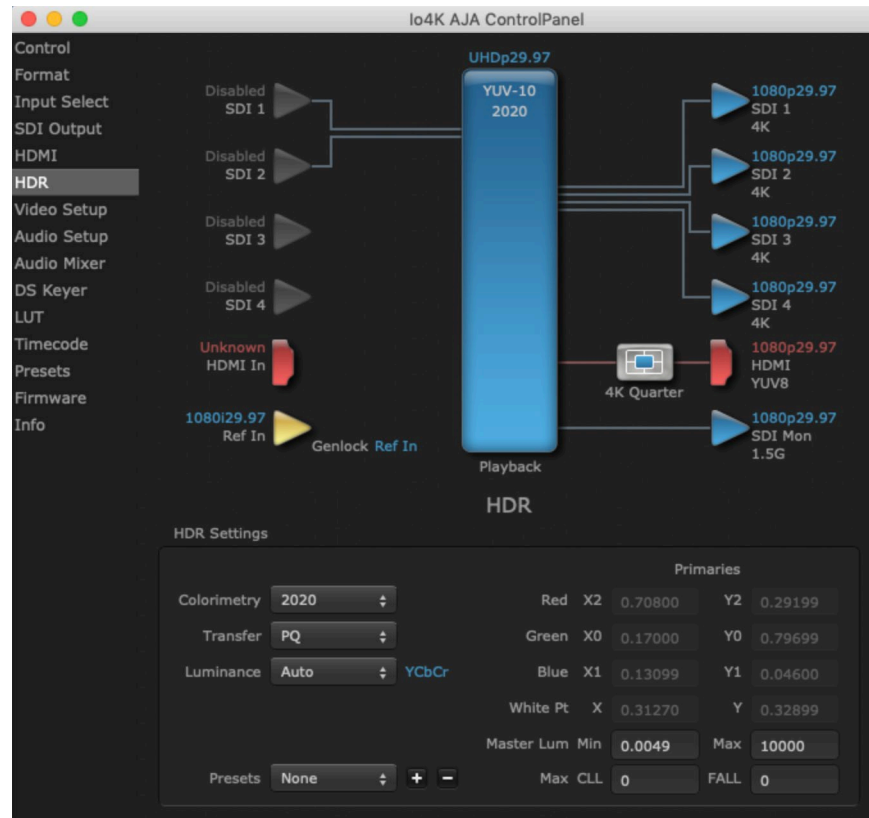 Io4K AJA ControlPanel
Control
Format
Input Select
SDI Output
HDMI
HDR
Video Setup
Audio Setup
Audio Mixer
DS Keyer
LUT
Timecode
Presets
Firmware
Info
Disabled
SDI 1
Disabled
SDI 2
Disabled
SDI 3
Disabled
SDI 4
Unknown
HDMI In
1080i29.97
Ref In
Genlock Ref In
UHDp29.97
YUV-10
2020
Playback
4K Quarter
1080p29.97
SDI 1
4K
1080p29.97
SDI 2
4K
1080p29.97
SDI 3
4K
1080p29.97
SDI 4
4K
1080p29.97
HDMI
YUV8
1080p29.97
SDI Mon
1.5G
HDR
HDR Settings
Primaries
Colorimetry 2020 Red X2 0.70800 Y2 0.29199
Transfer PQ Green X0 0.17000 Y0 0.79699
Luminance Auto YCbCr Blue X1 0.13099 Y1 0.04600
White Pt X 0.31270 Y 0.32899
Master Lum Min 0.0049 Max 10000
Presets None + − Max CLL 0 FALL 0